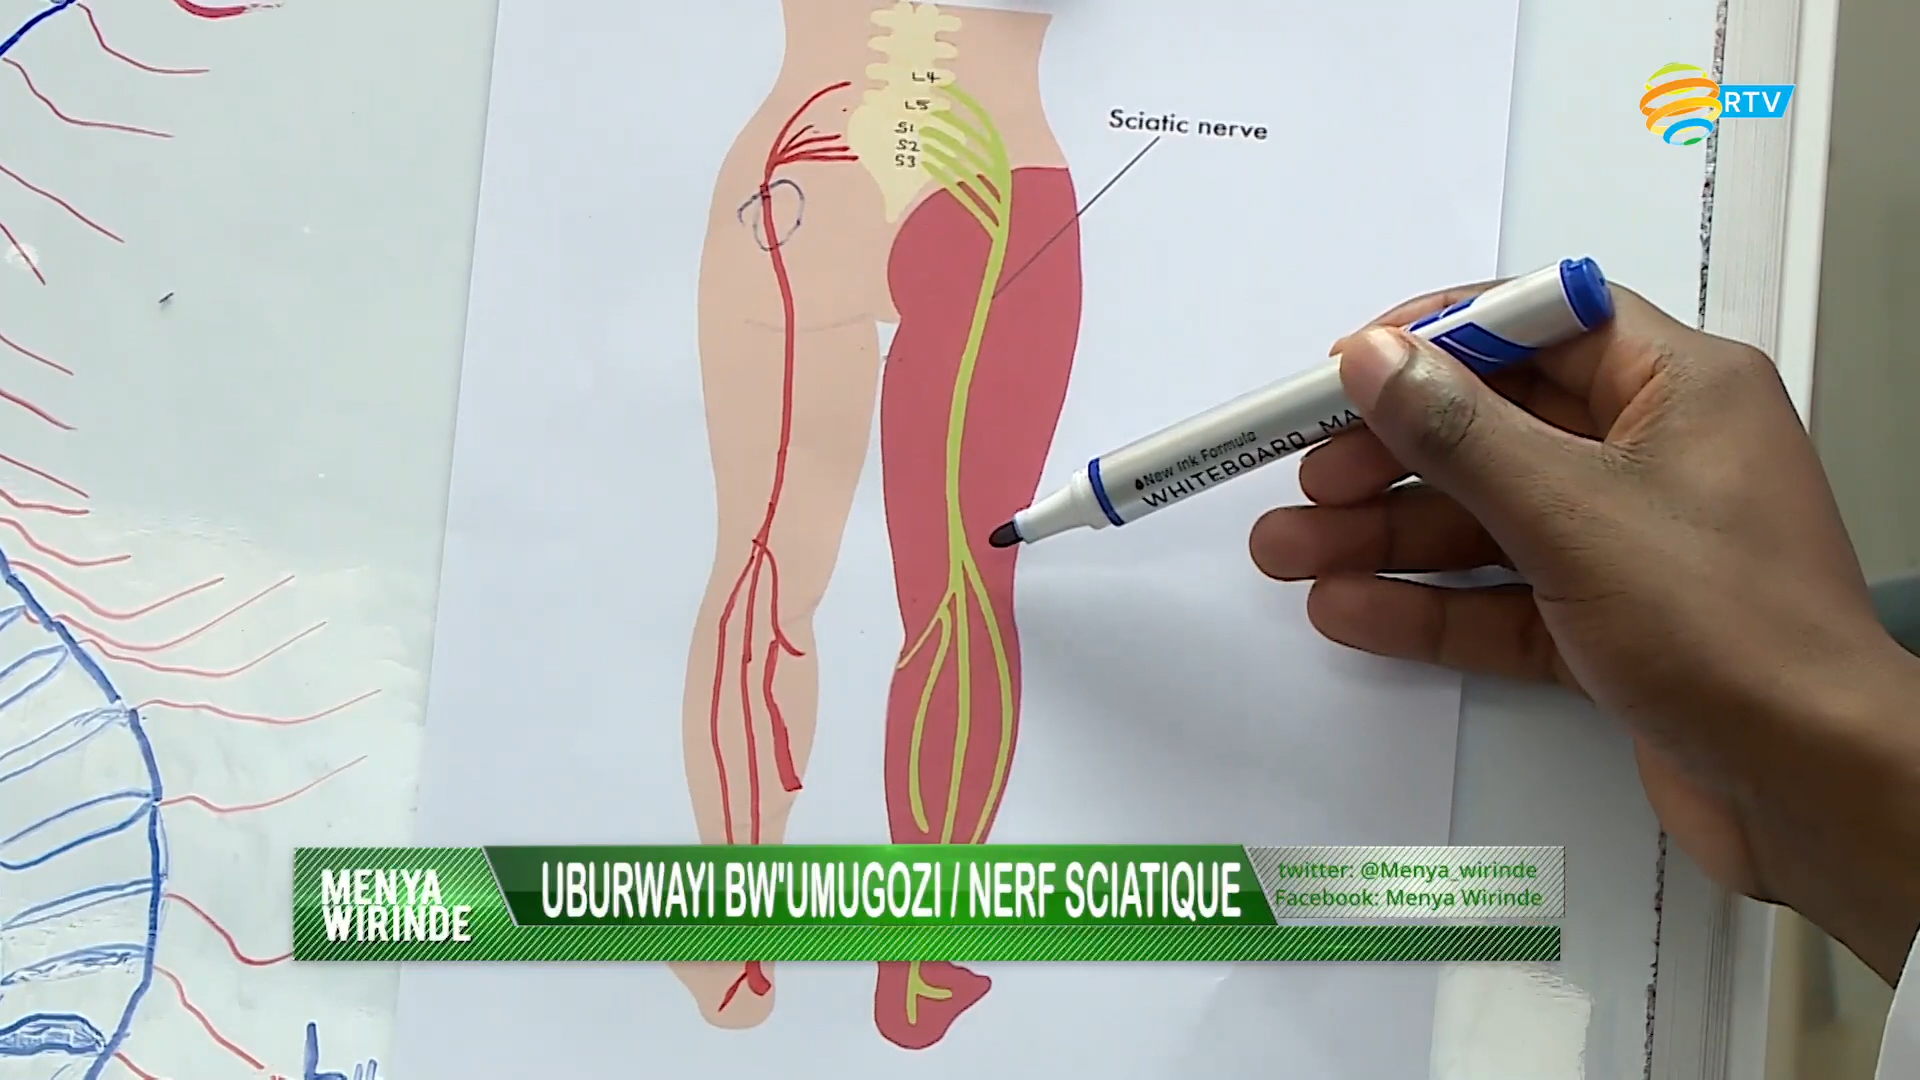 RTV
L4
L5
S1
S2
S3
Sciatic nerve
New Ink Formula
WHITEBOARD MA
MENYA
WIRINDE
UBURWAYI BW"UMUGOZI / NERF SCIATIQUE
twitter: @Menya_wirinde
Facebook: Menya Wirinde